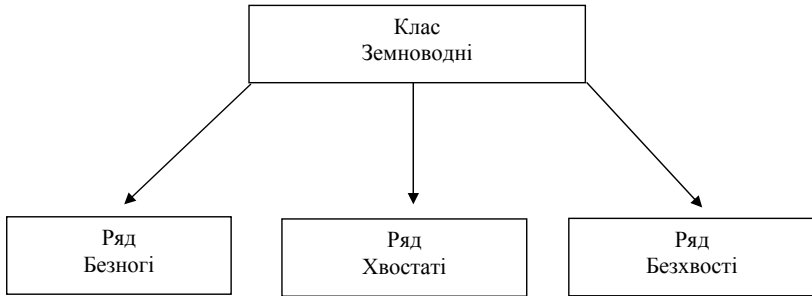 Клас
Земноводні
Ряд
Безногі
Ряд
Хвостаті
Ряд
Безхвості